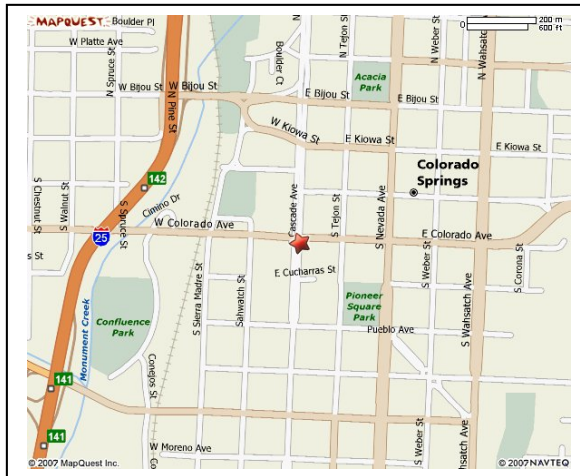 MAPQUEST
Boulder Pl
W Platte Ave
N Spruce St
W Bijou St
N Pine St
W Bijou St
Boulder Cr
N Tejon St
N Weber St
N Wahsatch Ave
0 200 m
600 ft
Acacia
Park
E Bijou St
E Bijou St
W Kiowa St
E Kiowa St
E Kiowa St
Colorado
Springs
S Chestnut St
S Walnut St
S Spruce St
142
Cimino Dr
W Colorado Ave
25
Cascade Ave
S Tejon St
S Nevada Ave
E Colorado Ave
s St
S Sierra Madre St
Sahwatch St
E Cucharras St
S Weber St
S Wahsatch Ave
S Corona St
Confluence
Park
Pioneer
Square
Park
Pueblo Ave
Monument Creek
Conejos St
141
141
W Moreno Ave
S Weber St
S Wahsatch Ave
© 2007 MapQuest Inc.
© 2007 NAVTEQ